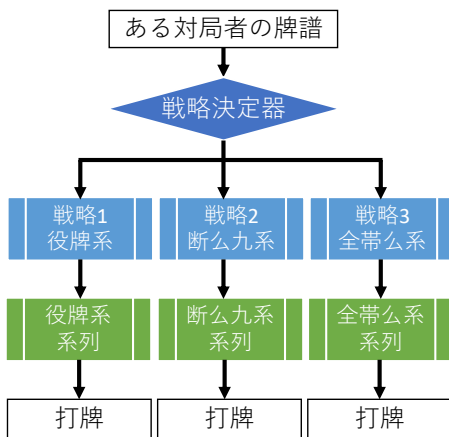 ある対局者の牌譜
戦略決定器
戦略1
役牌系
戦略2
断么九系
戦略3
全帯公系
役牌系
系列
断么九系
系列
全帯公系
系列
打牌
打牌
打牌